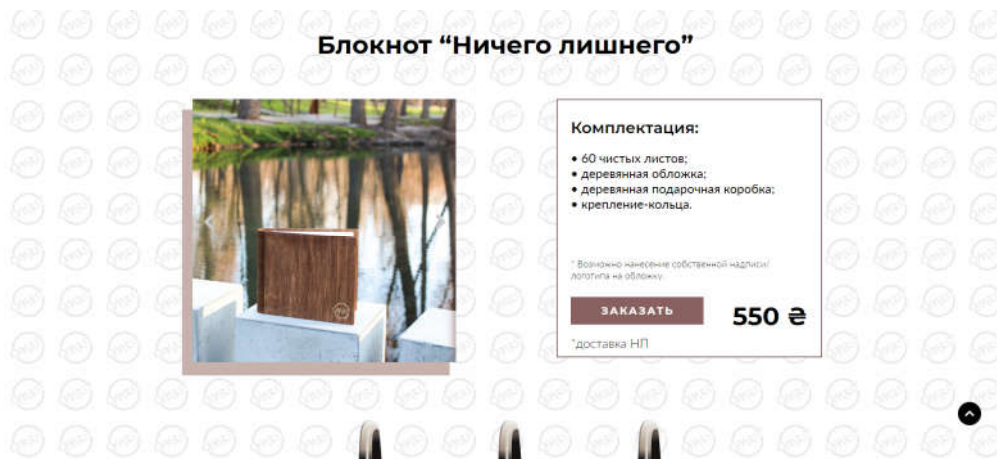 Блокнот “Ничего лишнего”
Комплектация:
• 60 чистых листов;
• деревянная обложка;
• деревянная подарочная коробка;
• крепление-кольца.
* Возможно нанесение собственной надписи/
логотипа на обложку.
ЗАКАЗАТЬ
550 ₴
*доставка НП